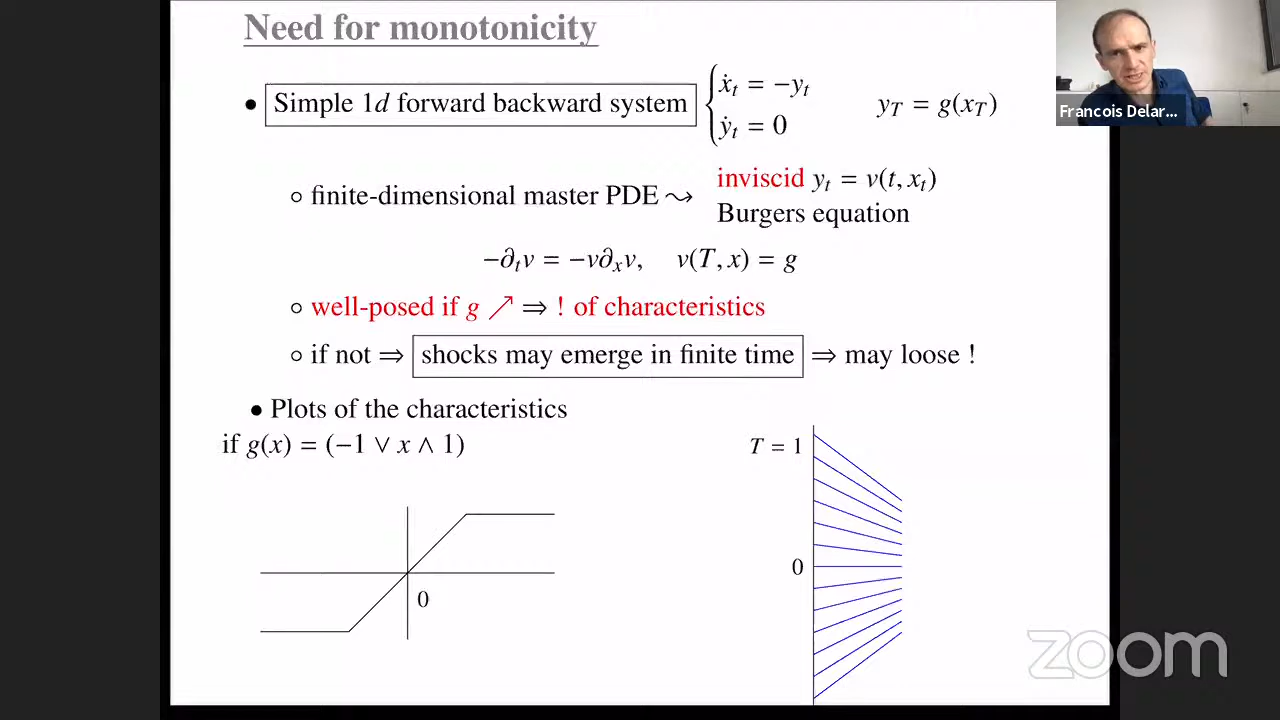 Need for monotonicity
• Simple 1d forward backward system { ẋ_t = −y_t
ẏ_t = 0
y_T = g(x_T)
◦ finite-dimensional master PDE ⤳ inviscid y_t = v(t, x_t)
Burgers equation
−∂_t v = −v∂_x v, v(T, x) = g
◦ well-posed if g ↗ ⇒ ! of characteristics
◦ if not ⇒ shocks may emerge in finite time ⇒ may loose !
• Plots of the characteristics
if g(x) = (−1 ∨ x ∧ 1)
T = 1
0
0
Francois Delar...
zoom